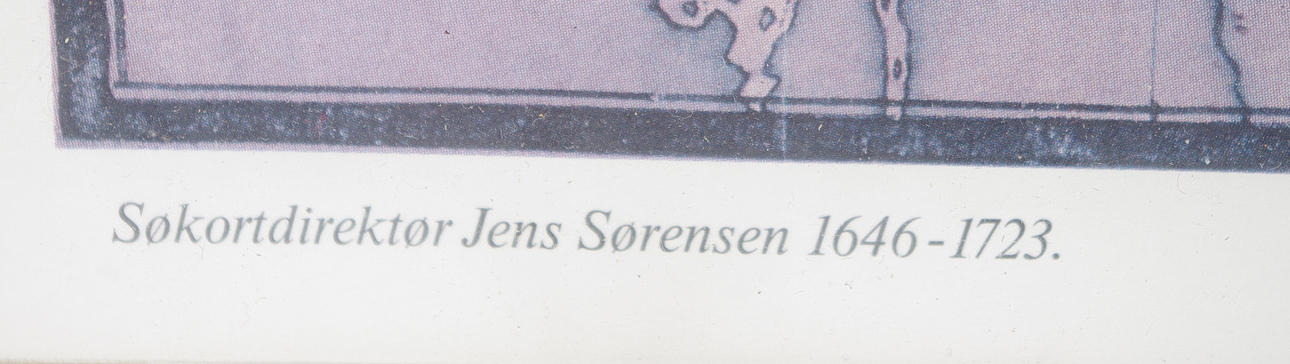 Søkortdirektør Jens Sørensen 1646-1723.